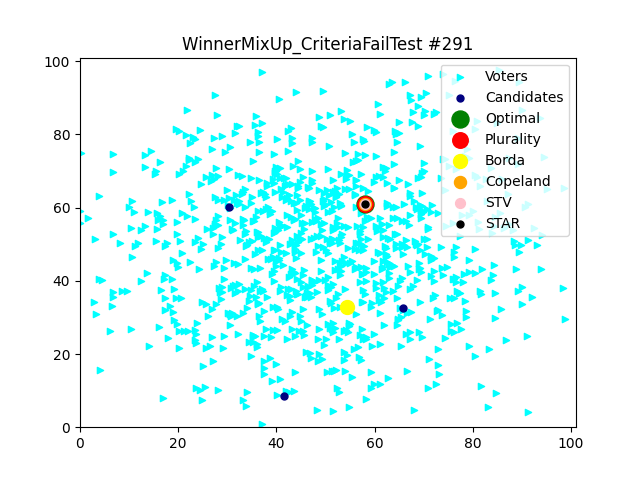 WinnerMixUp_CriteriaFailTest #291
100
80
60
40
20
0
0
20
40
60
80
100
Voters
Candidates
Optimal
Plurality
Borda
Copeland
STV
STAR